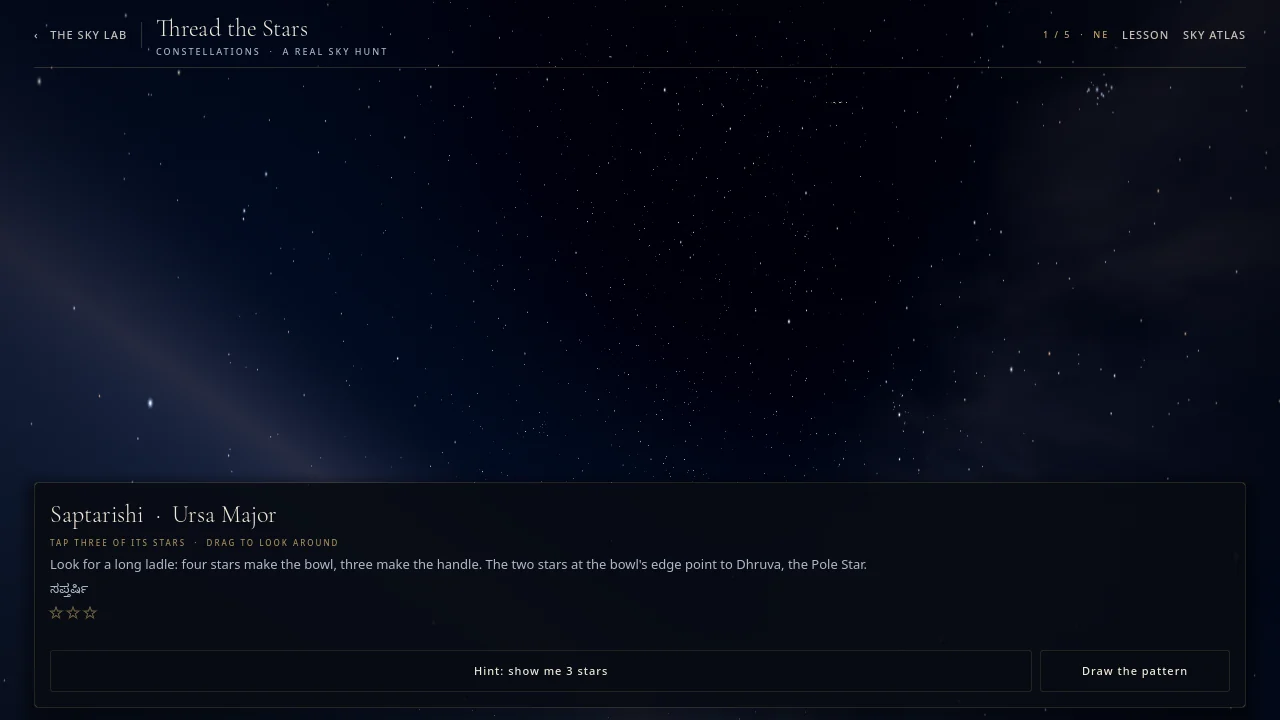 ‹ THE SKY LAB
Thread the Stars
CONSTELLATIONS · A REAL SKY HUNT
1 / 5 · NE LESSON SKY ATLAS
Saptarishi · Ursa Major
TAP THREE OF ITS STARS · DRAG TO LOOK AROUND
Look for a long ladle: four stars make the bowl, three make the handle. The two stars at the bowl's edge point to Dhruva, the Pole Star.
ಸಪ್ತರ್ಷಿ
☆☆☆
Hint: show me 3 stars
Draw the pattern